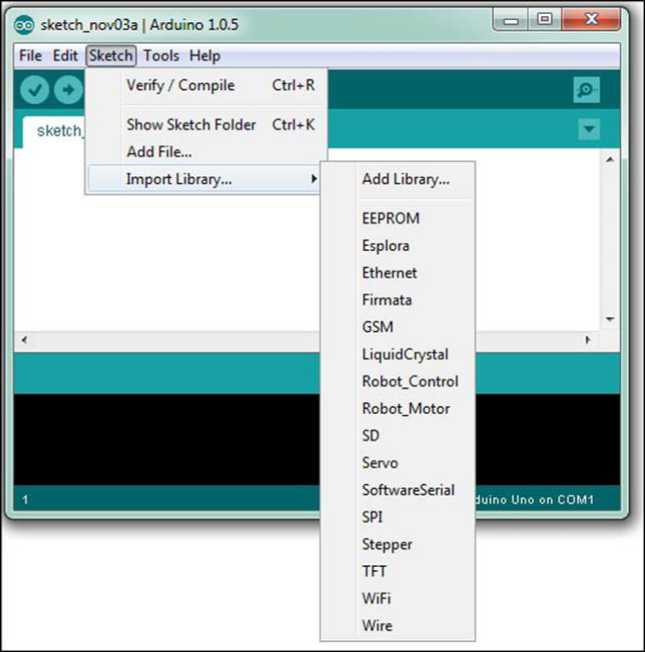 sketch_nov03a | Arduino 1.0.5
File Edit Sketch Tools Help
Verify / Compile Ctrl+R
sketch_
Show Sketch Folder Ctrl+K
Add File...
Import Library...
Add Library...
EEPROM
Esplora
Ethernet
Firmata
GSM
LiquidCrystal
Robot_Control
Robot_Motor
SD
Servo
SoftwareSerial
SPI
Stepper
TFT
WiFi
Wire
1 duino Uno on COM1